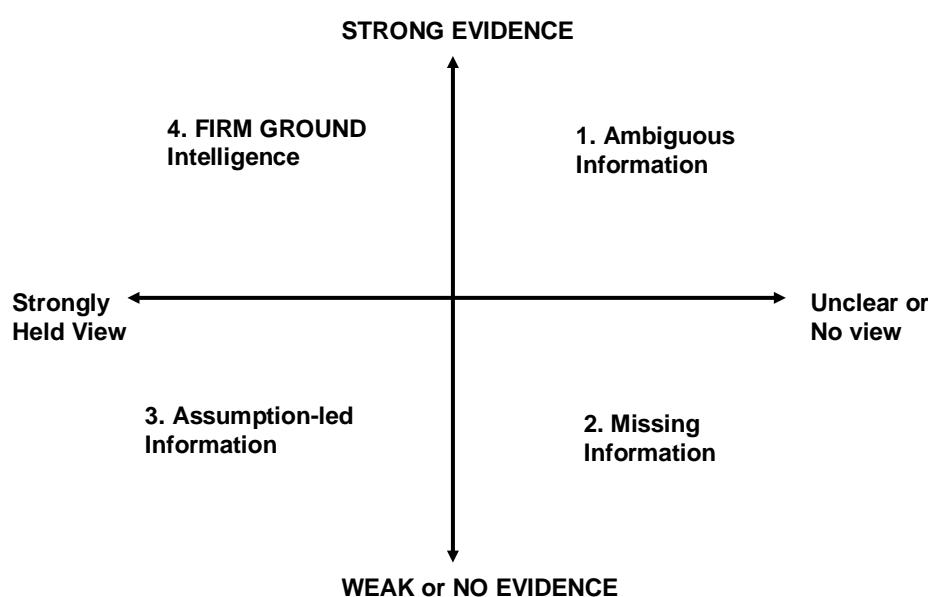 STRONG EVIDENCE
4. FIRM GROUND
Intelligence
1. Ambiguous
Information
Strongly
Held View
Unclear or
No view
3. Assumption-led
Information
2. Missing
Information
WEAK or NO EVIDENCE